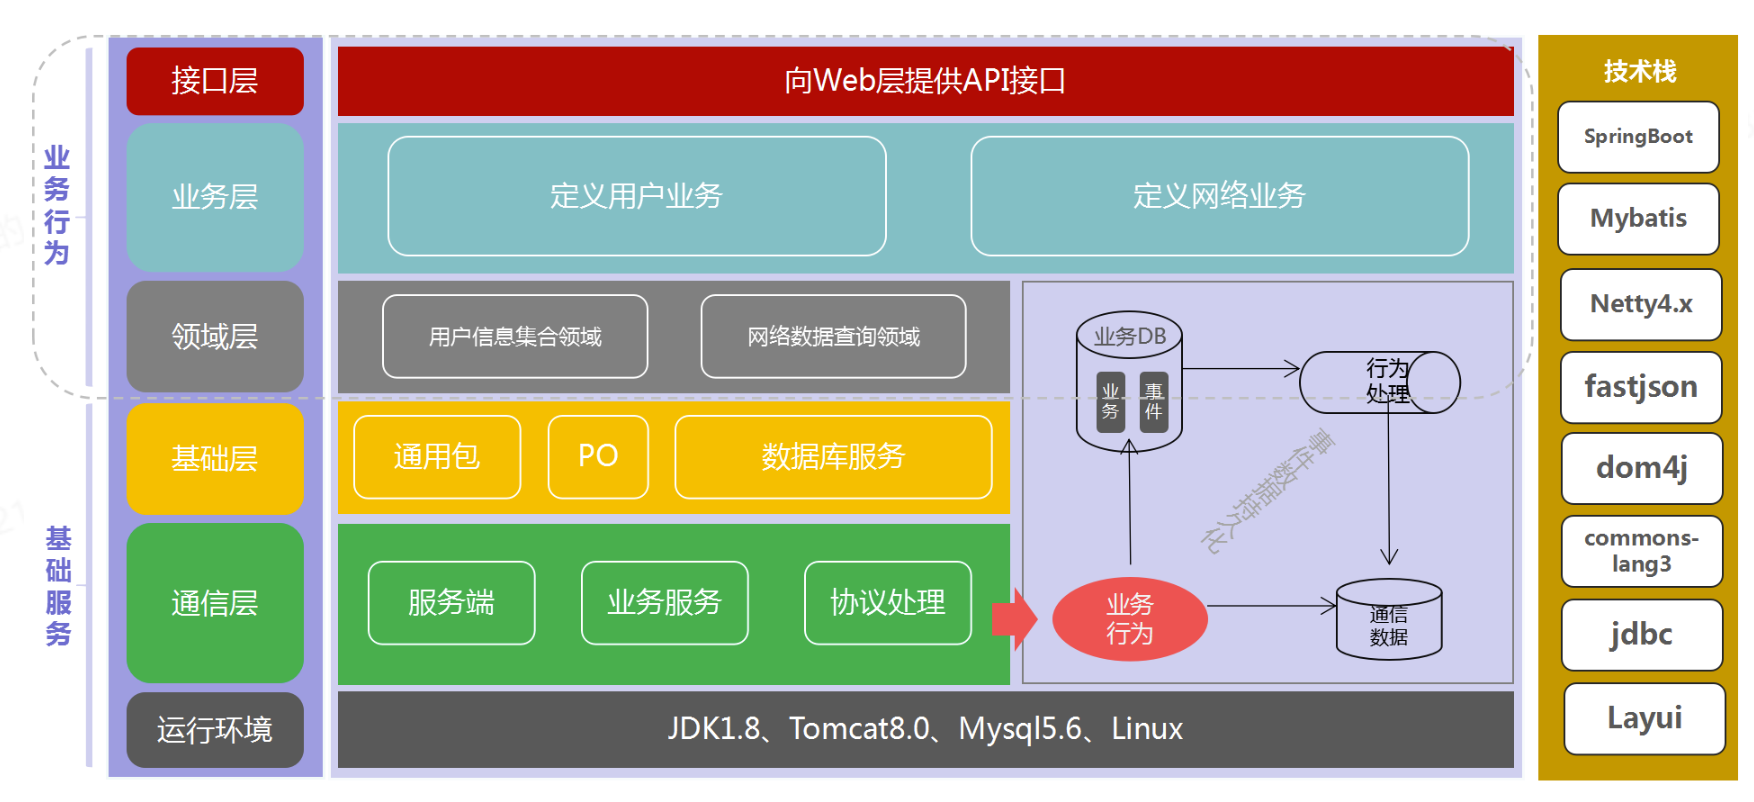 业务行为
基础服务
接口层
向Web层提供API接口
业务层
定义用户业务
定义网络业务
领域层
用户信息集合领域
网络数据查询领域
基础层
通用包
PO
数据库服务
通信层
服务端
业务服务
协议处理
业务DB
业务
事件
行为
处理
事件数据持久化
业务
行为
通信
数据
运行环境
JDK1.8、Tomcat8.0、Mysql5.6、Linux
技术栈
SpringBoot
Mybatis
Netty4.x
fastjson
dom4j
commons-
lang3
jdbc
Layui
的
21